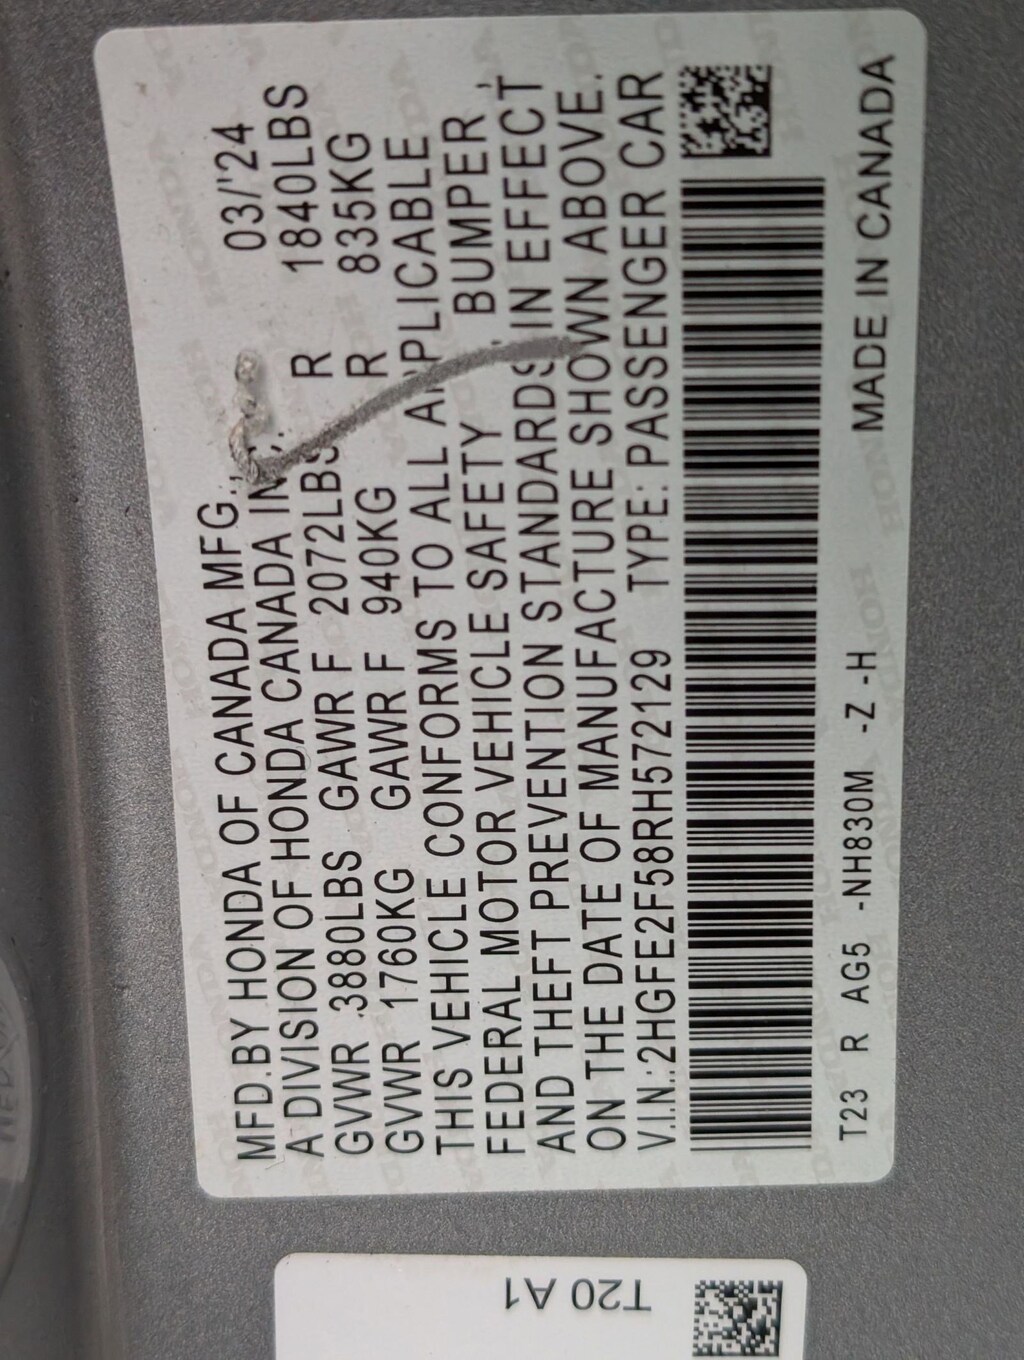 MFD.BY HONDA OF CANADA MFG., 03/'24
A DIVISION OF HONDA CANADA INC.
GVWR 3880LBS GAWR F 2072LBS R 1840LBS
GVWR 1760KG GAWR F 940KG R 835KG
THIS VEHICLE CONFORMS TO ALL APPLICABLE
FEDERAL MOTOR VEHICLE SAFETY, BUMPER,
AND THEFT PREVENTION STANDARDS IN EFFECT
ON THE DATE OF MANUFACTURE SHOWN ABOVE.
V.I.N.:2HGFE2F58RH572129 TYPE: PASSENGER CAR
T23 R AG5 -NH830M -Z -H MADE IN CANADA
T20 A1